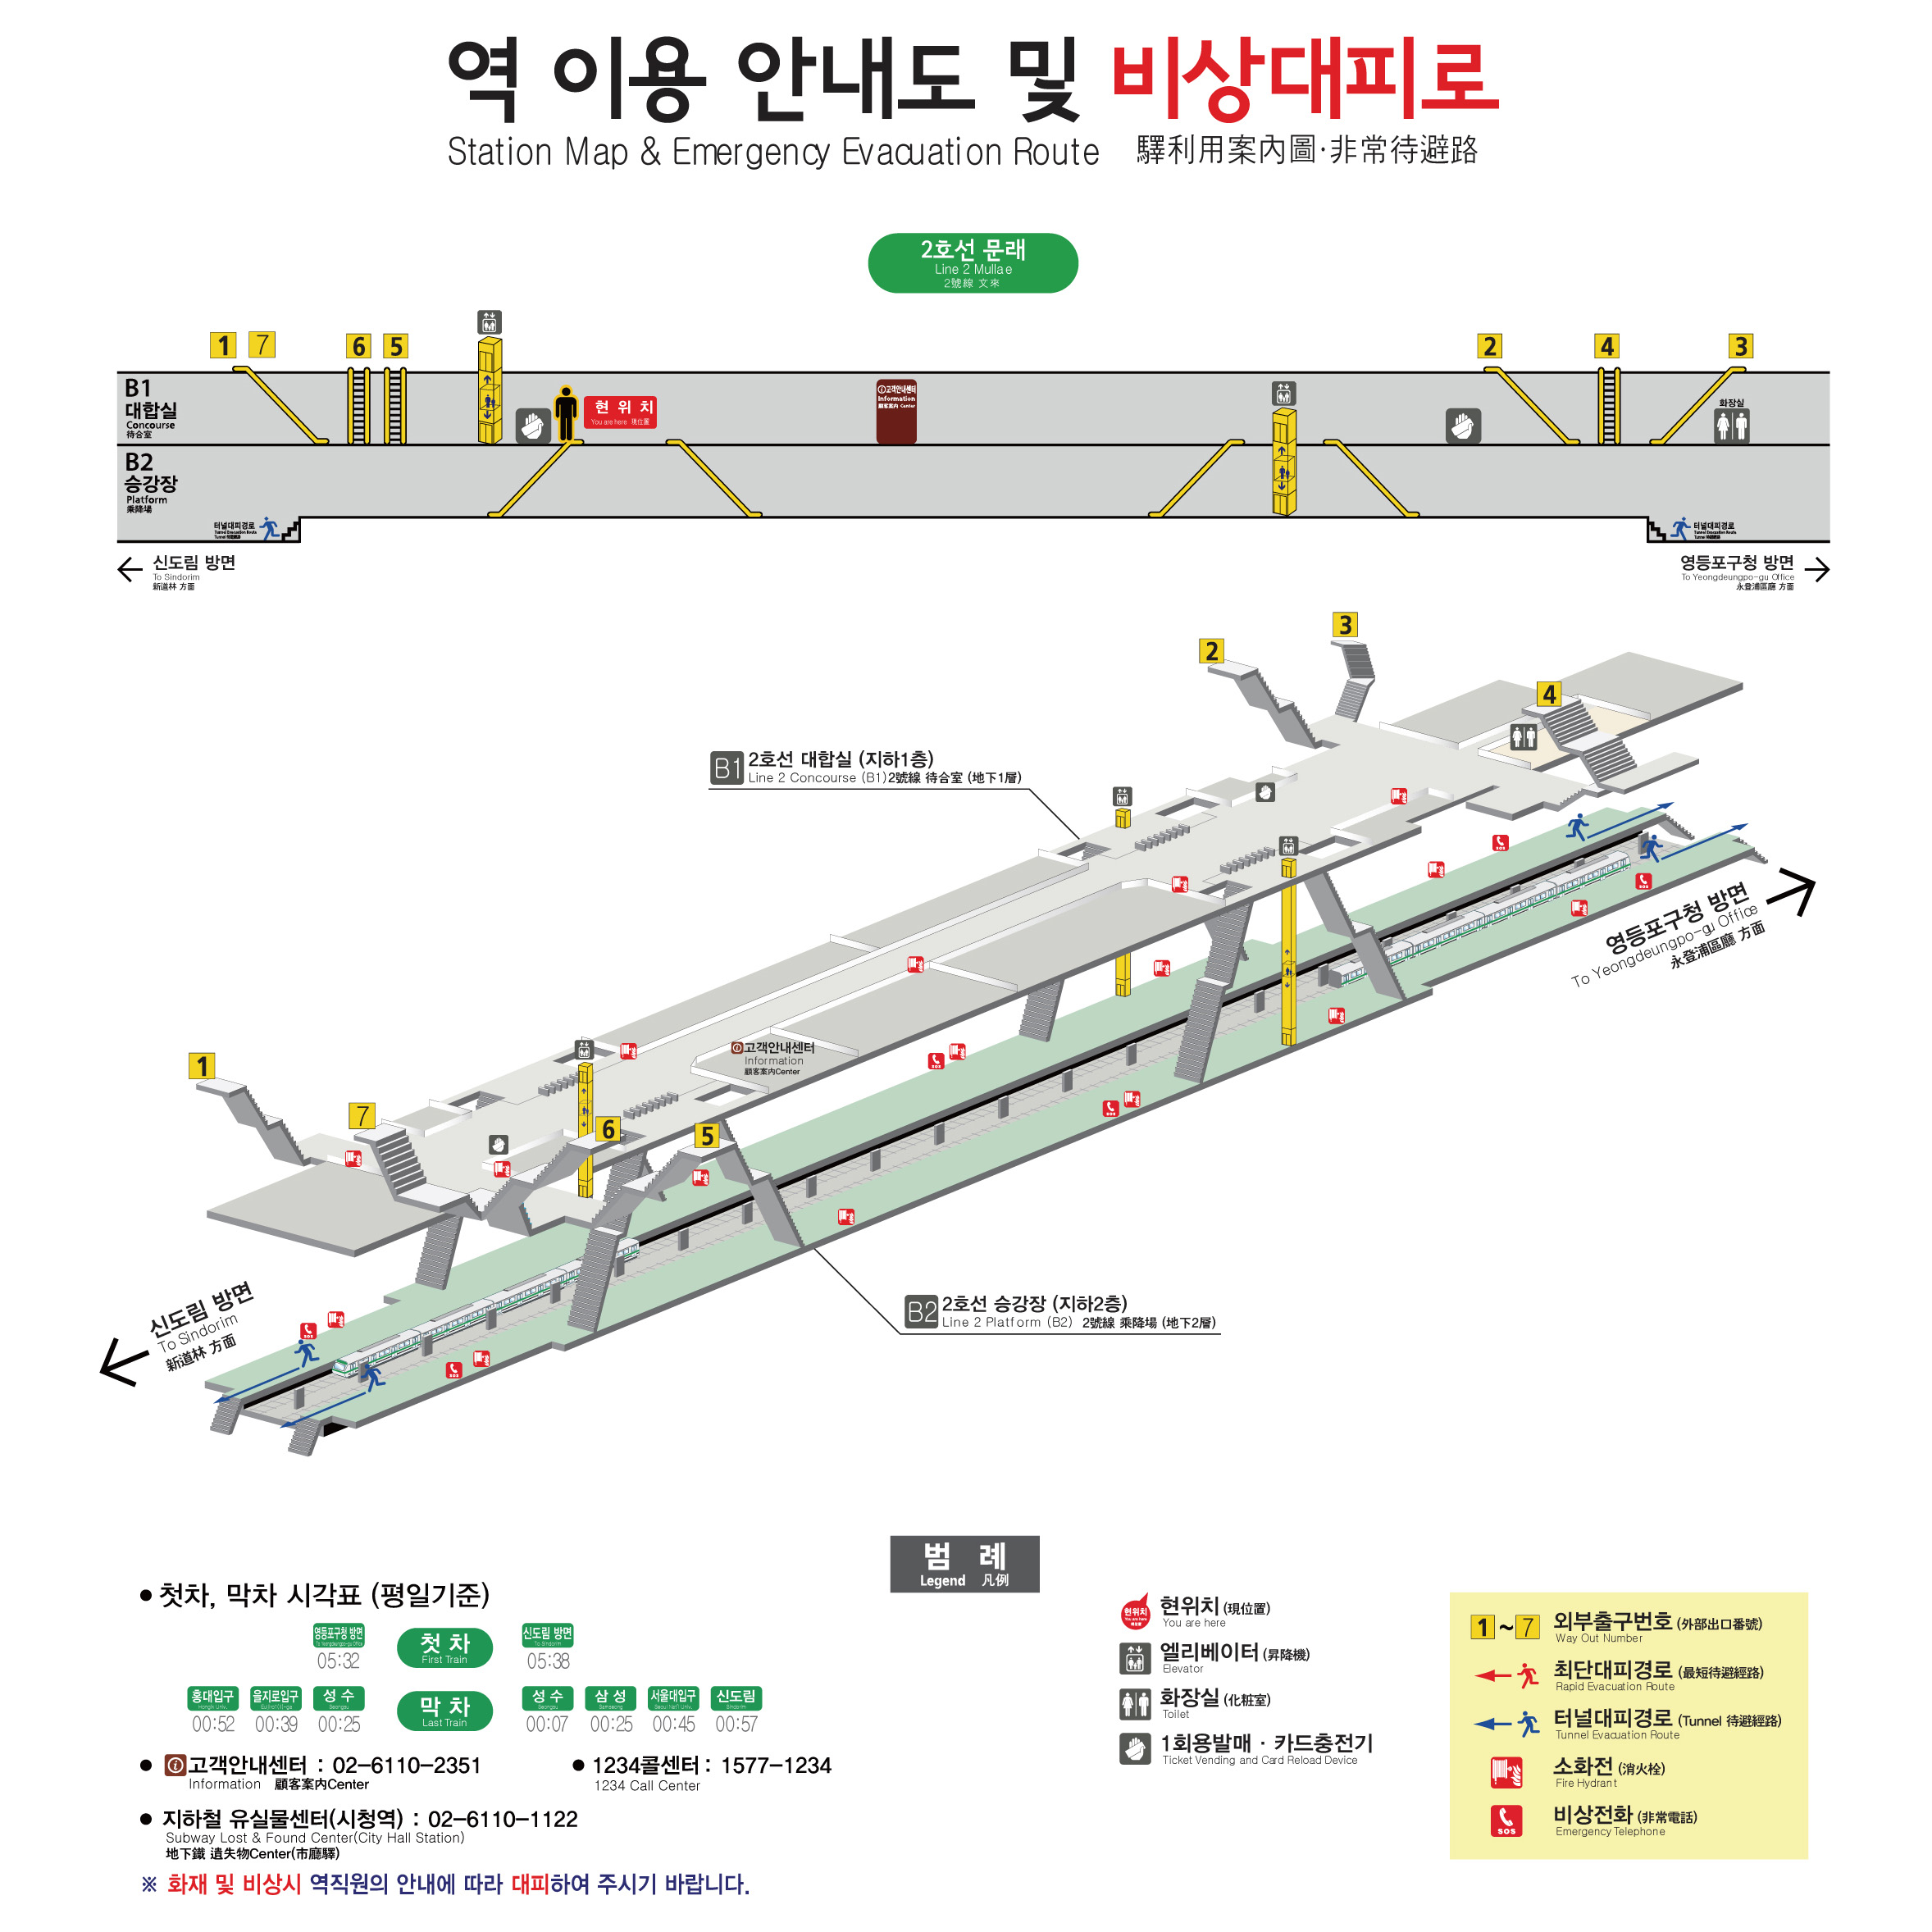 역 이용 안내도 및 비상대피로
Station Map & Emergency Evacuation Route 驛利用案內圖·非常待避路
2호선 문래
Line 2 Mullae
2號線 文來
1 7 6 5 2 4 3
B1
대합실
Concourse
待合室
현 위 치
You are here 現位置
고객안내센터
Information
顧客案內 Center
화장실
B2
승강장
Platform
乘降場
터널대피경로
Tunnel Evacuation Route
터널대피경로
Tunnel Evacuation Route
신도림 방면
To Sindorim
新道林 方面
영등포구청 방면
To Yeongdeungpo-gu Office
永登浦區廳 方面
3
2
4
B1 2호선 대합실 (지하1층)
Line 2 Concourse (B1) 2號線 待合室 (地下1層)
영등포구청 방면
To Yeongdeungpo-gu Office
永登浦區廳 方面
고객안내센터
Information
顧客案內Center
1
7
6
5
B2 2호선 승강장 (지하2층)
Line 2 Platform (B2) 2號線 乘降場 (地下2層)
신도림 방면
To Sindorim
新道林 方面
범 례
Legend 凡例
● 첫차, 막차 시각표 (평일기준)
영등포구청 방면 첫 차 신도림 방면
To Yeongdeungpo-gu Office First Train To Sindorim
05:32 05:38
홍대입구 을지로입구 성 수 막 차 성 수 삼 성 서울대입구 신도림
Last Train
00:52 00:39 00:25 00:07 00:25 00:45 00:57
● 고객안내센터 : 02-6110-2351
Information 顧客案內Center
● 1234콜센터 : 1577-1234
1234 Call Center
● 지하철 유실물센터(시청역) : 02-6110-1122
Subway Lost & Found Center(City Hall Station)
地下鐵 遺失物Center(市廳驛)
※ 화재 및 비상시 역직원의 안내에 따라 대피하여 주시기 바랍니다.
현위치
You are here
현위치 (現位置)
You are here
엘리베이터 (昇降機)
Elevator
화장실 (化粧室)
Toilet
1회용발매 · 카드충전기
Ticket Vending and Card Reload Device
1~7 외부출구번호 (外部出口番號)
Way Out Number
최단대피경로 (最短待避經路)
Rapid Evacuation Route
터널대피경로 (Tunnel 待避經路)
Tunnel Evacuation Route
소화전 (消火栓)
Fire Hydrant
SOS
비상전화 (非常電話)
Emergency Telephone